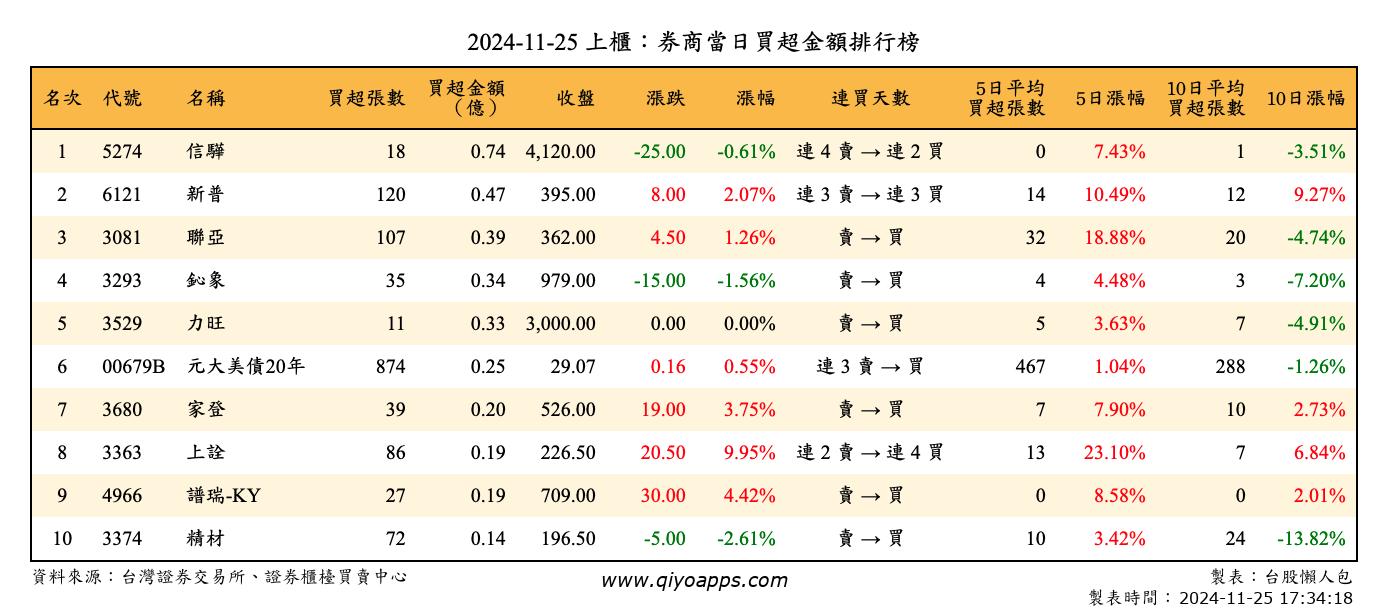 2024-11-25 上櫃：券商當日買超金額排行榜
名次 代號 名稱 買超張數 買超金額（億） 收盤 漲跌 漲幅 連買天數 5日平均買超張數 5日漲幅 10日平均買超張數 10日漲幅
1 5274 信驊 18 0.74 4,120.00 -25.00 -0.61% 連 4 賣 → 連 2 買 0 7.43% 1 -3.51%
2 6121 新普 120 0.47 395.00 8.00 2.07% 連 3 賣 → 連 3 買 14 10.49% 12 9.27%
3 3081 聯亞 107 0.39 362.00 4.50 1.26% 賣 → 買 32 18.88% 20 -4.74%
4 3293 鈊象 35 0.34 979.00 -15.00 -1.56% 賣 → 買 4 4.48% 3 -7.20%
5 3529 力旺 11 0.33 3,000.00 0.00 0.00% 賣 → 買 5 3.63% 7 -4.91%
6 00679B 元大美債20年 874 0.25 29.07 0.16 0.55% 連 3 賣 → 買 467 1.04% 288 -1.26%
7 3680 家登 39 0.20 526.00 19.00 3.75% 賣 → 買 7 7.90% 10 2.73%
8 3363 上詮 86 0.19 226.50 20.50 9.95% 連 2 賣 → 連 4 買 13 23.10% 7 6.84%
9 4966 譜瑞-KY 27 0.19 709.00 30.00 4.42% 賣 → 買 0 8.58% 0 2.01%
10 3374 精材 72 0.14 196.50 -5.00 -2.61% 賣 → 買 10 3.42% 24 -13.82%
資料來源：台灣證券交易所、證券櫃檯買賣中心 www.qiyoapps.com 製表：台股懶人包
製表時間：2024-11-25 17:34:18